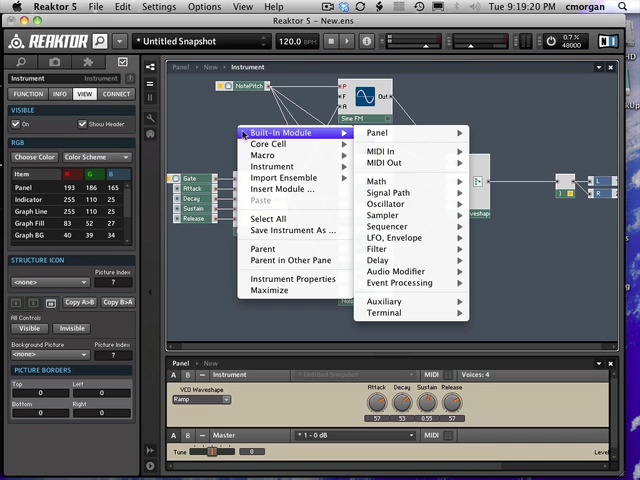 Reaktor 5 File Edit View System Window Help Tue 9:19:20 PM cmorgan
Reaktor 5 - New.ens
REAKTOR * Untitled Snapshot 120.0 BPM 0.7 % 48000
Instrument
FUNCTION INFO VIEW CONNECT
VISIBLE
On Show Header
RGB
Choose Color Color Scheme
Item R G B
Panel 193 186 165
Indicator 110 110 25
Graph Line 110 110 25
Graph Fill 83 52 27
Graph BG 40 39 34
STRUCTURE ICON
Picture Index
<none> ?
Copy A>B Copy B>A
All Controls
Visible Invisible
Background Picture Picture Index
<none> ?
PICTURE BORDERS
Top Left
0 0
Bottom Right
0 0
Panel New Instrument
NotePitch
P
F
A
Out
Sine FM
Gate
Attack
Decay
Sustain
Release
L
R
Built-In Module
Core Cell
Macro
Instrument
Import Ensemble
Insert Module ...
Paste
Select All
Save Instrument As ...
Parent
Parent in Other Pane
Instrument Properties
Maximize
Panel
MIDI In
MIDI Out
Math
Signal Path
Oscillator
Sampler
Sequencer
LFO, Envelope
Filter
Delay
Audio Modifier
Event Processing
Auxiliary
Terminal
Panel New
A B Instrument * Untitled Snapshot MIDI Voices: 4
VCO Waveshape
Ramp
Attack Decay Sustain Release
57 53 0.55 57
A B Master * 1 - 0 dB MIDI
Tune 0 Level